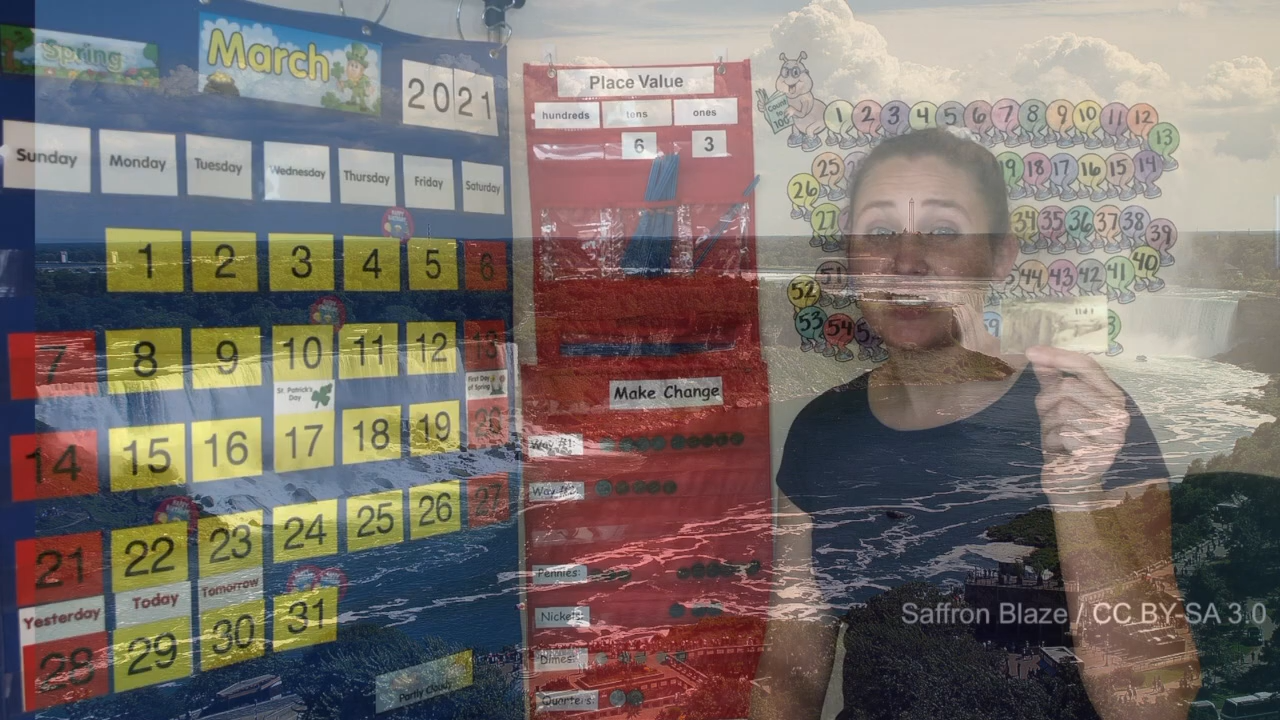 Spring
March
2021
Sunday Monday Tuesday Wednesday Thursday Friday Saturday
1 2 3 4 5 6
7 8 9 10 11 12 13
St. Patrick's Day
First Day of Spring
14 15 16 17 18 19 20
21 22 23 24 25 26 27
Yesterday Today Tomorrow
28 29 30 31
Partly Cloudy
Place Value
hundreds tens ones
6 3
Make Change
Way #1:
Way #2:
Pennies:
Nickels:
Dimes:
Quarters:
Count to 100
1 2 3 4 5 6 7 8 9 10 11 12
13
25 19 18 17 16 15 14
26
27 34 35 36 37 38 39
52 51 44 43 42 41 40
53 54
Saffron Blaze / CC BY-SA 3.0